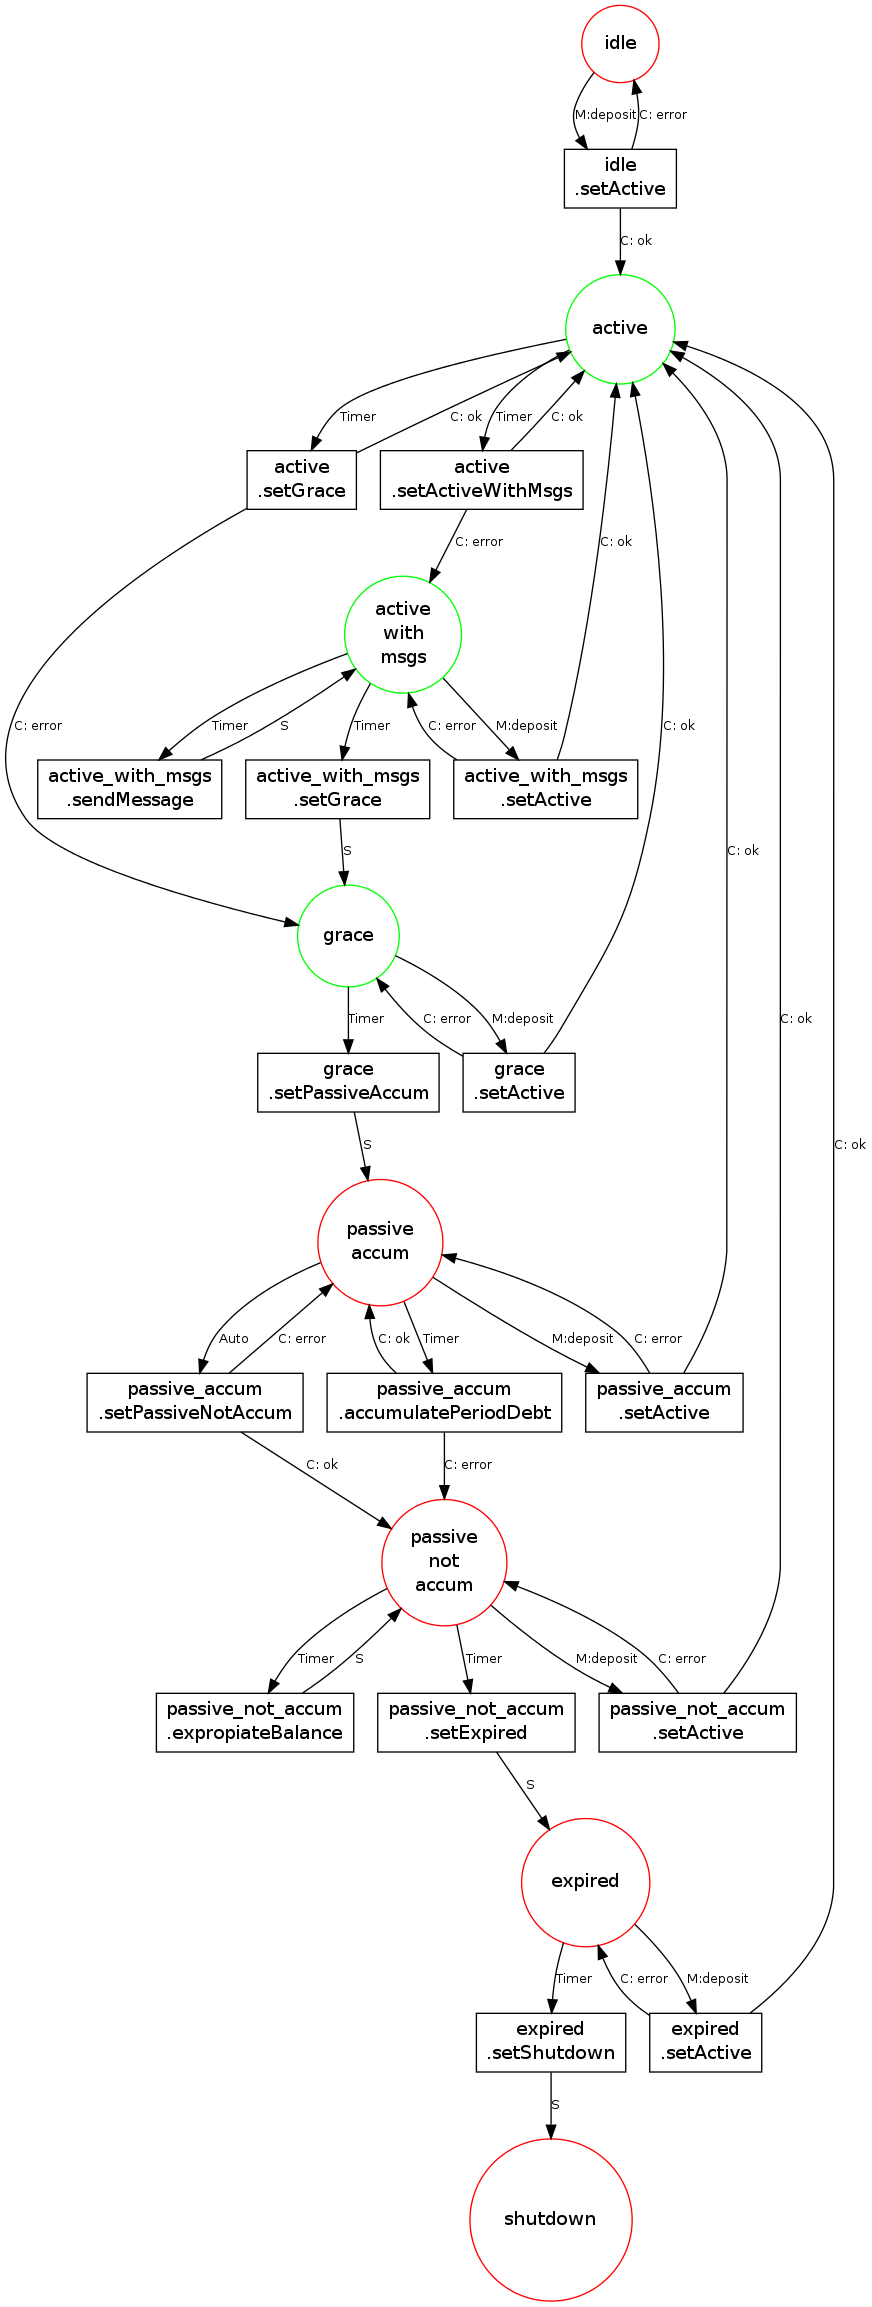 idle
M:deposit
C: error
idle
.setActive
C: ok
active
Timer
C: ok
Timer
C: ok
active
.setGrace
active
.setActiveWithMsgs
C: error
C: ok
active
with
msgs
C: error
Timer
S
Timer
C: error
M:deposit
C: ok
active_with_msgs
.sendMessage
active_with_msgs
.setGrace
active_with_msgs
.setActive
S
C: ok
grace
Timer
C: error
M:deposit
C: ok
grace
.setPassiveAccum
grace
.setActive
S
C: ok
passive
accum
Auto
C: error
C: ok
Timer
M:deposit
C: error
passive_accum
.setPassiveNotAccum
passive_accum
.accumulatePeriodDebt
passive_accum
.setActive
C: ok
C: error
passive
not
accum
Timer
S
Timer
M:deposit
C: error
passive_not_accum
.expropiateBalance
passive_not_accum
.setExpired
passive_not_accum
.setActive
S
expired
Timer
C: error
M:deposit
expired
.setShutdown
expired
.setActive
S
shutdown